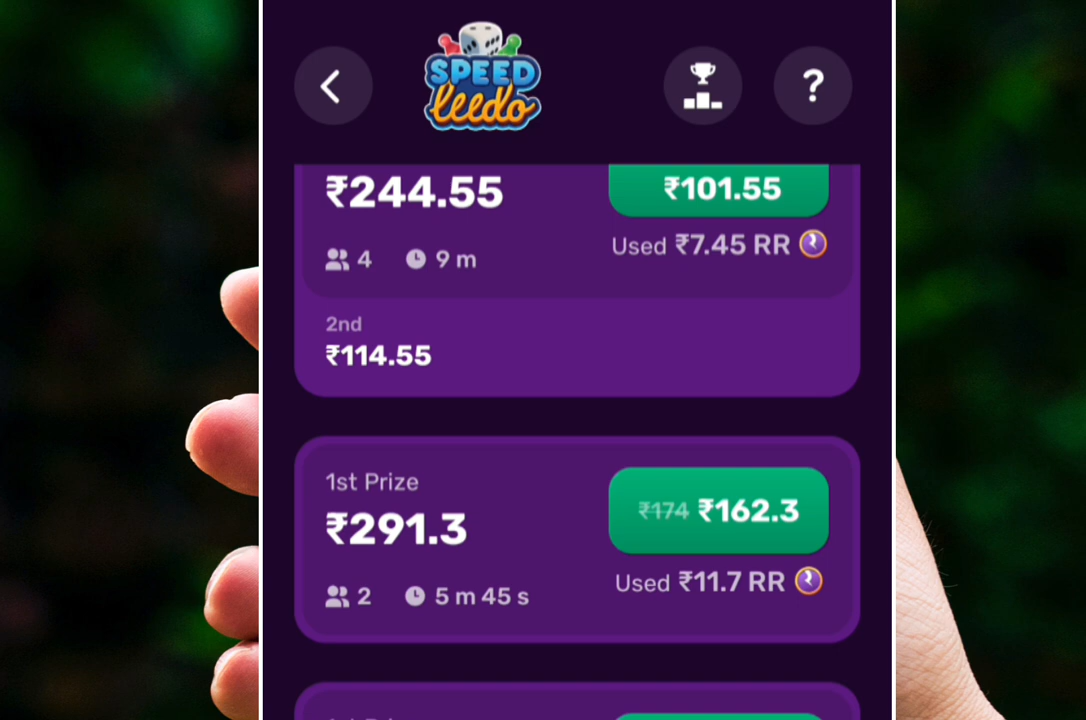 SPEED
leedo
?
₹244.55
₹101.55
4 9 m
Used ₹7.45 RR
2nd
₹114.55
1st Prize
₹291.3
₹174 ₹162.3
2 5 m 45 s
Used ₹11.7 RR